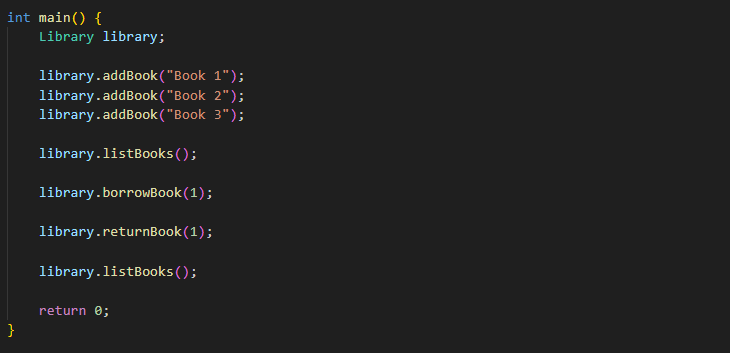 int main() {
    Library library;
    library.addBook("Book 1");
    library.addBook("Book 2");
    library.addBook("Book 3");
    library.listBooks();
    library.borrowBook(1);
    library.returnBook(1);
    library.listBooks();
    return 0;
}